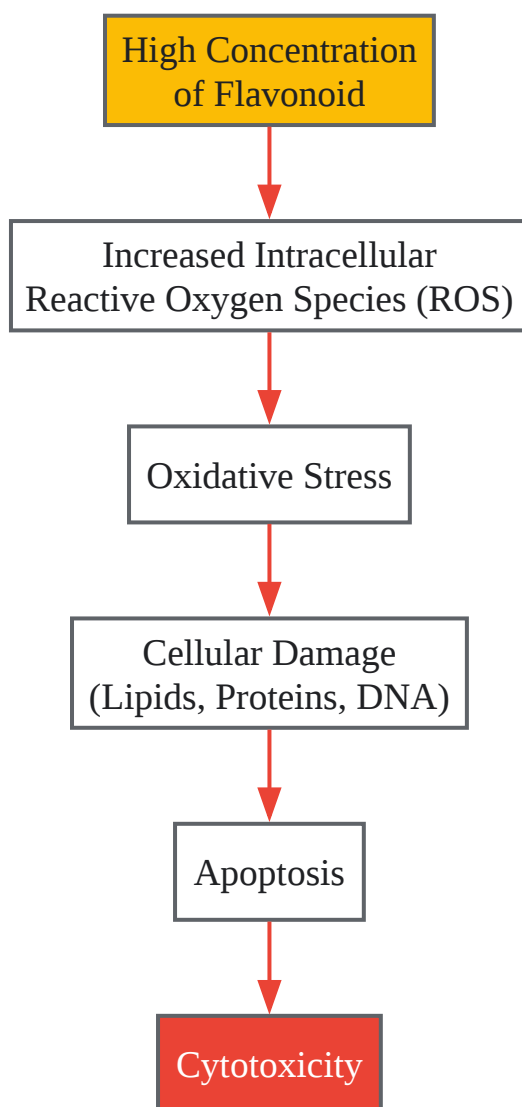 High Concentration
of Flavonoid
Increased Intracellular
Reactive Oxygen Species (ROS)
Oxidative Stress
Cellular Damage
(Lipids, Proteins, DNA)
Apoptosis
Cytotoxicity